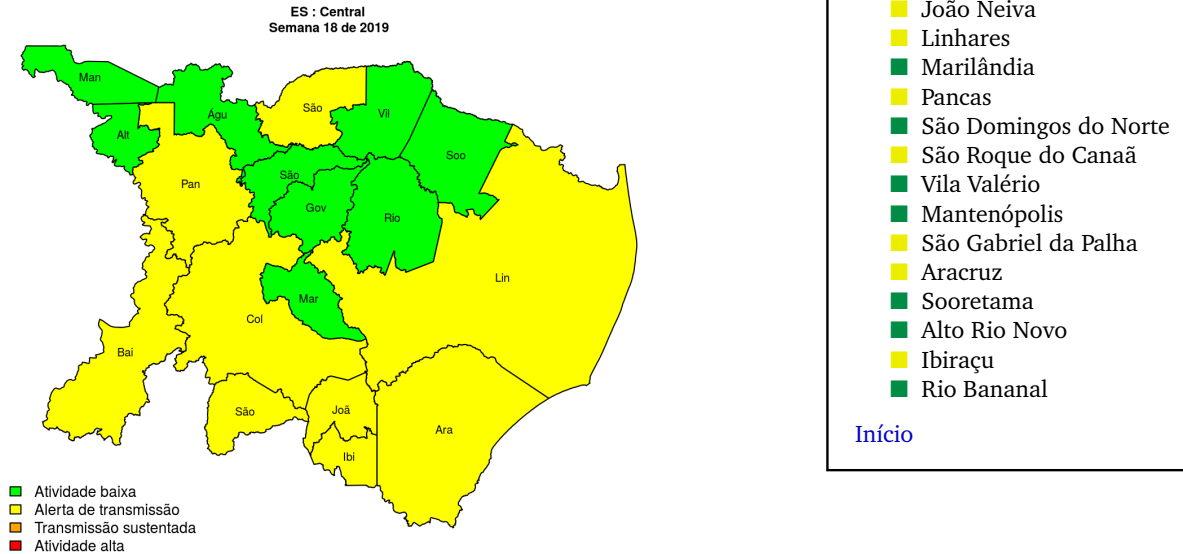 ES : Central
Semana 18 de 2019
Man
Águ
São
Vil
Alt
Soo
São
Pan
Gov
Rio
Lin
Mar
Col
Bai
São
Joã
Ara
Ibi
Atividade baixa
Alerta de transmissão
Transmissão sustentada
Atividade alta
João Neiva
Linhares
Marilândia
Pancas
São Domingos do Norte
São Roque do Canaã
Vila Valério
Mantenópolis
São Gabriel da Palha
Aracruz
Sooretama
Alto Rio Novo
Ibiraçu
Rio Bananal
Início